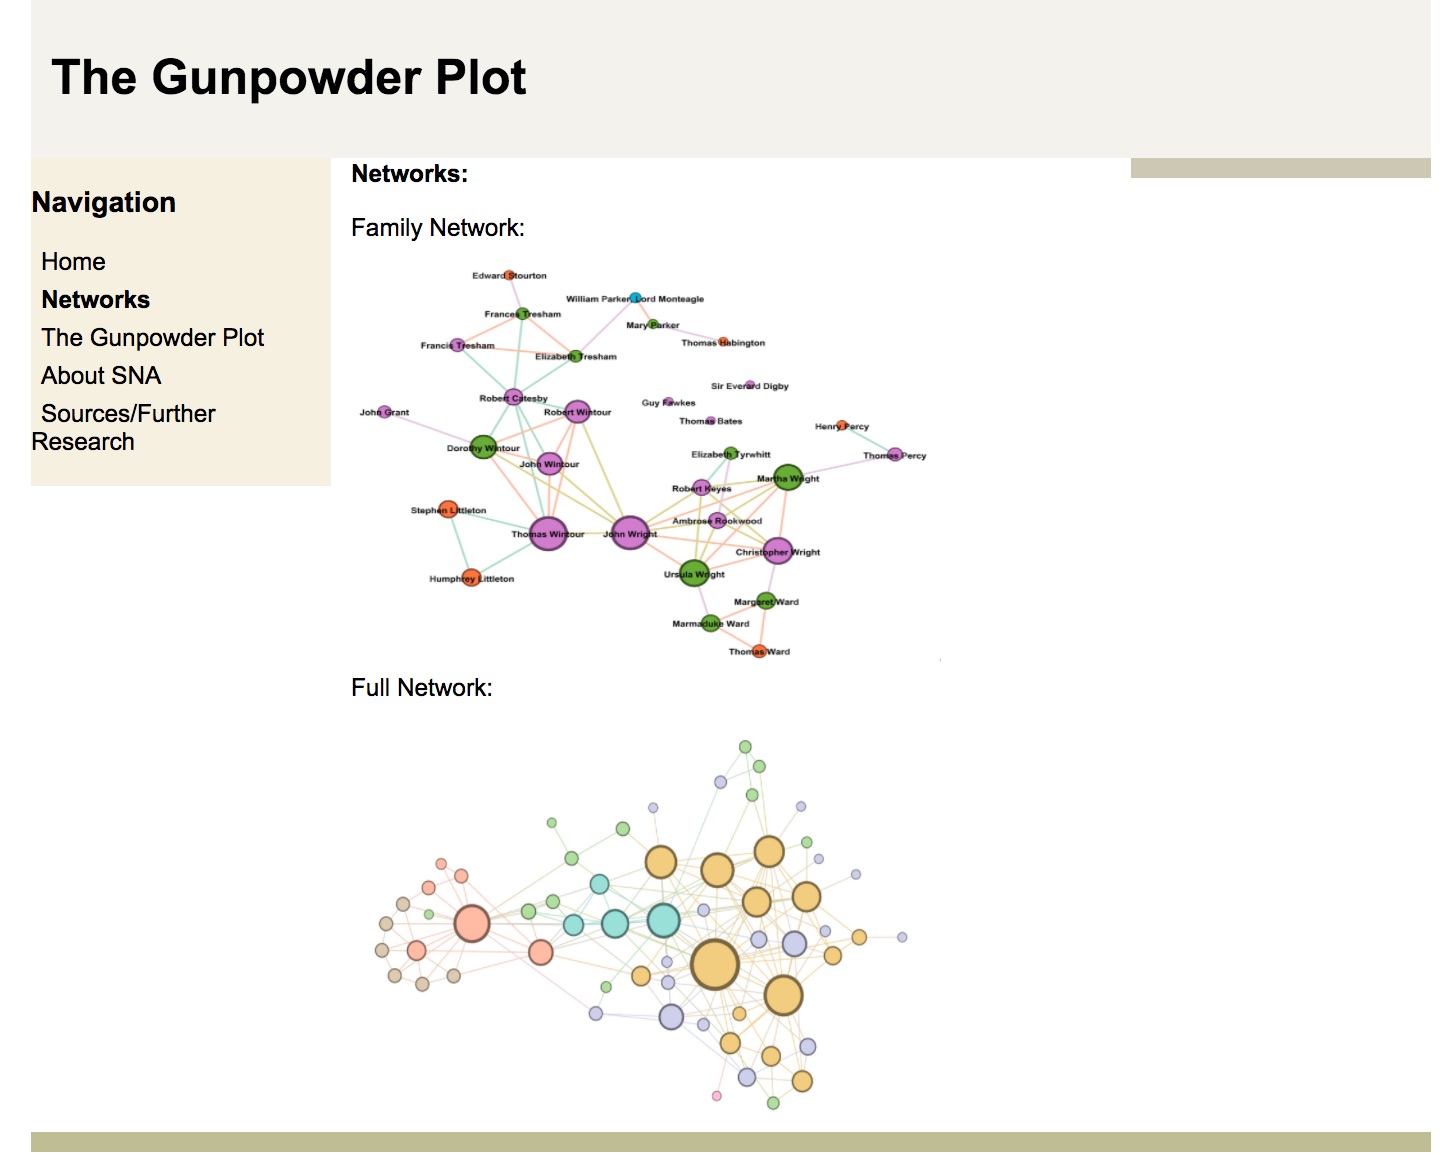 The Gunpowder Plot
Navigation
Home
Networks
The Gunpowder Plot
About SNA
Sources/Further
Research
Networks:
Family Network:
Edward Stourton
William Parker, Lord Monteagle
Frances Tresham
Mary Parker
Thomas Habington
Francis Tresham
Elizabeth Tresham
Sir Everard Digby
Robert Catesby
Guy Fawkes
John Grant
Robert Wintour
Thomas Bates
Henry Percy
Dorothy Wintour
Elizabeth Tyrwhitt
Thomas Percy
John Wintour
Martha Wright
Robert Keyes
Stephen Littleton
Ambrose Rookwood
Thomas Wintour
John Wright
Christopher Wright
Ursula Wright
Humphrey Littleton
Margaret Ward
Marmaduke Ward
Thomas Ward
Full Network: